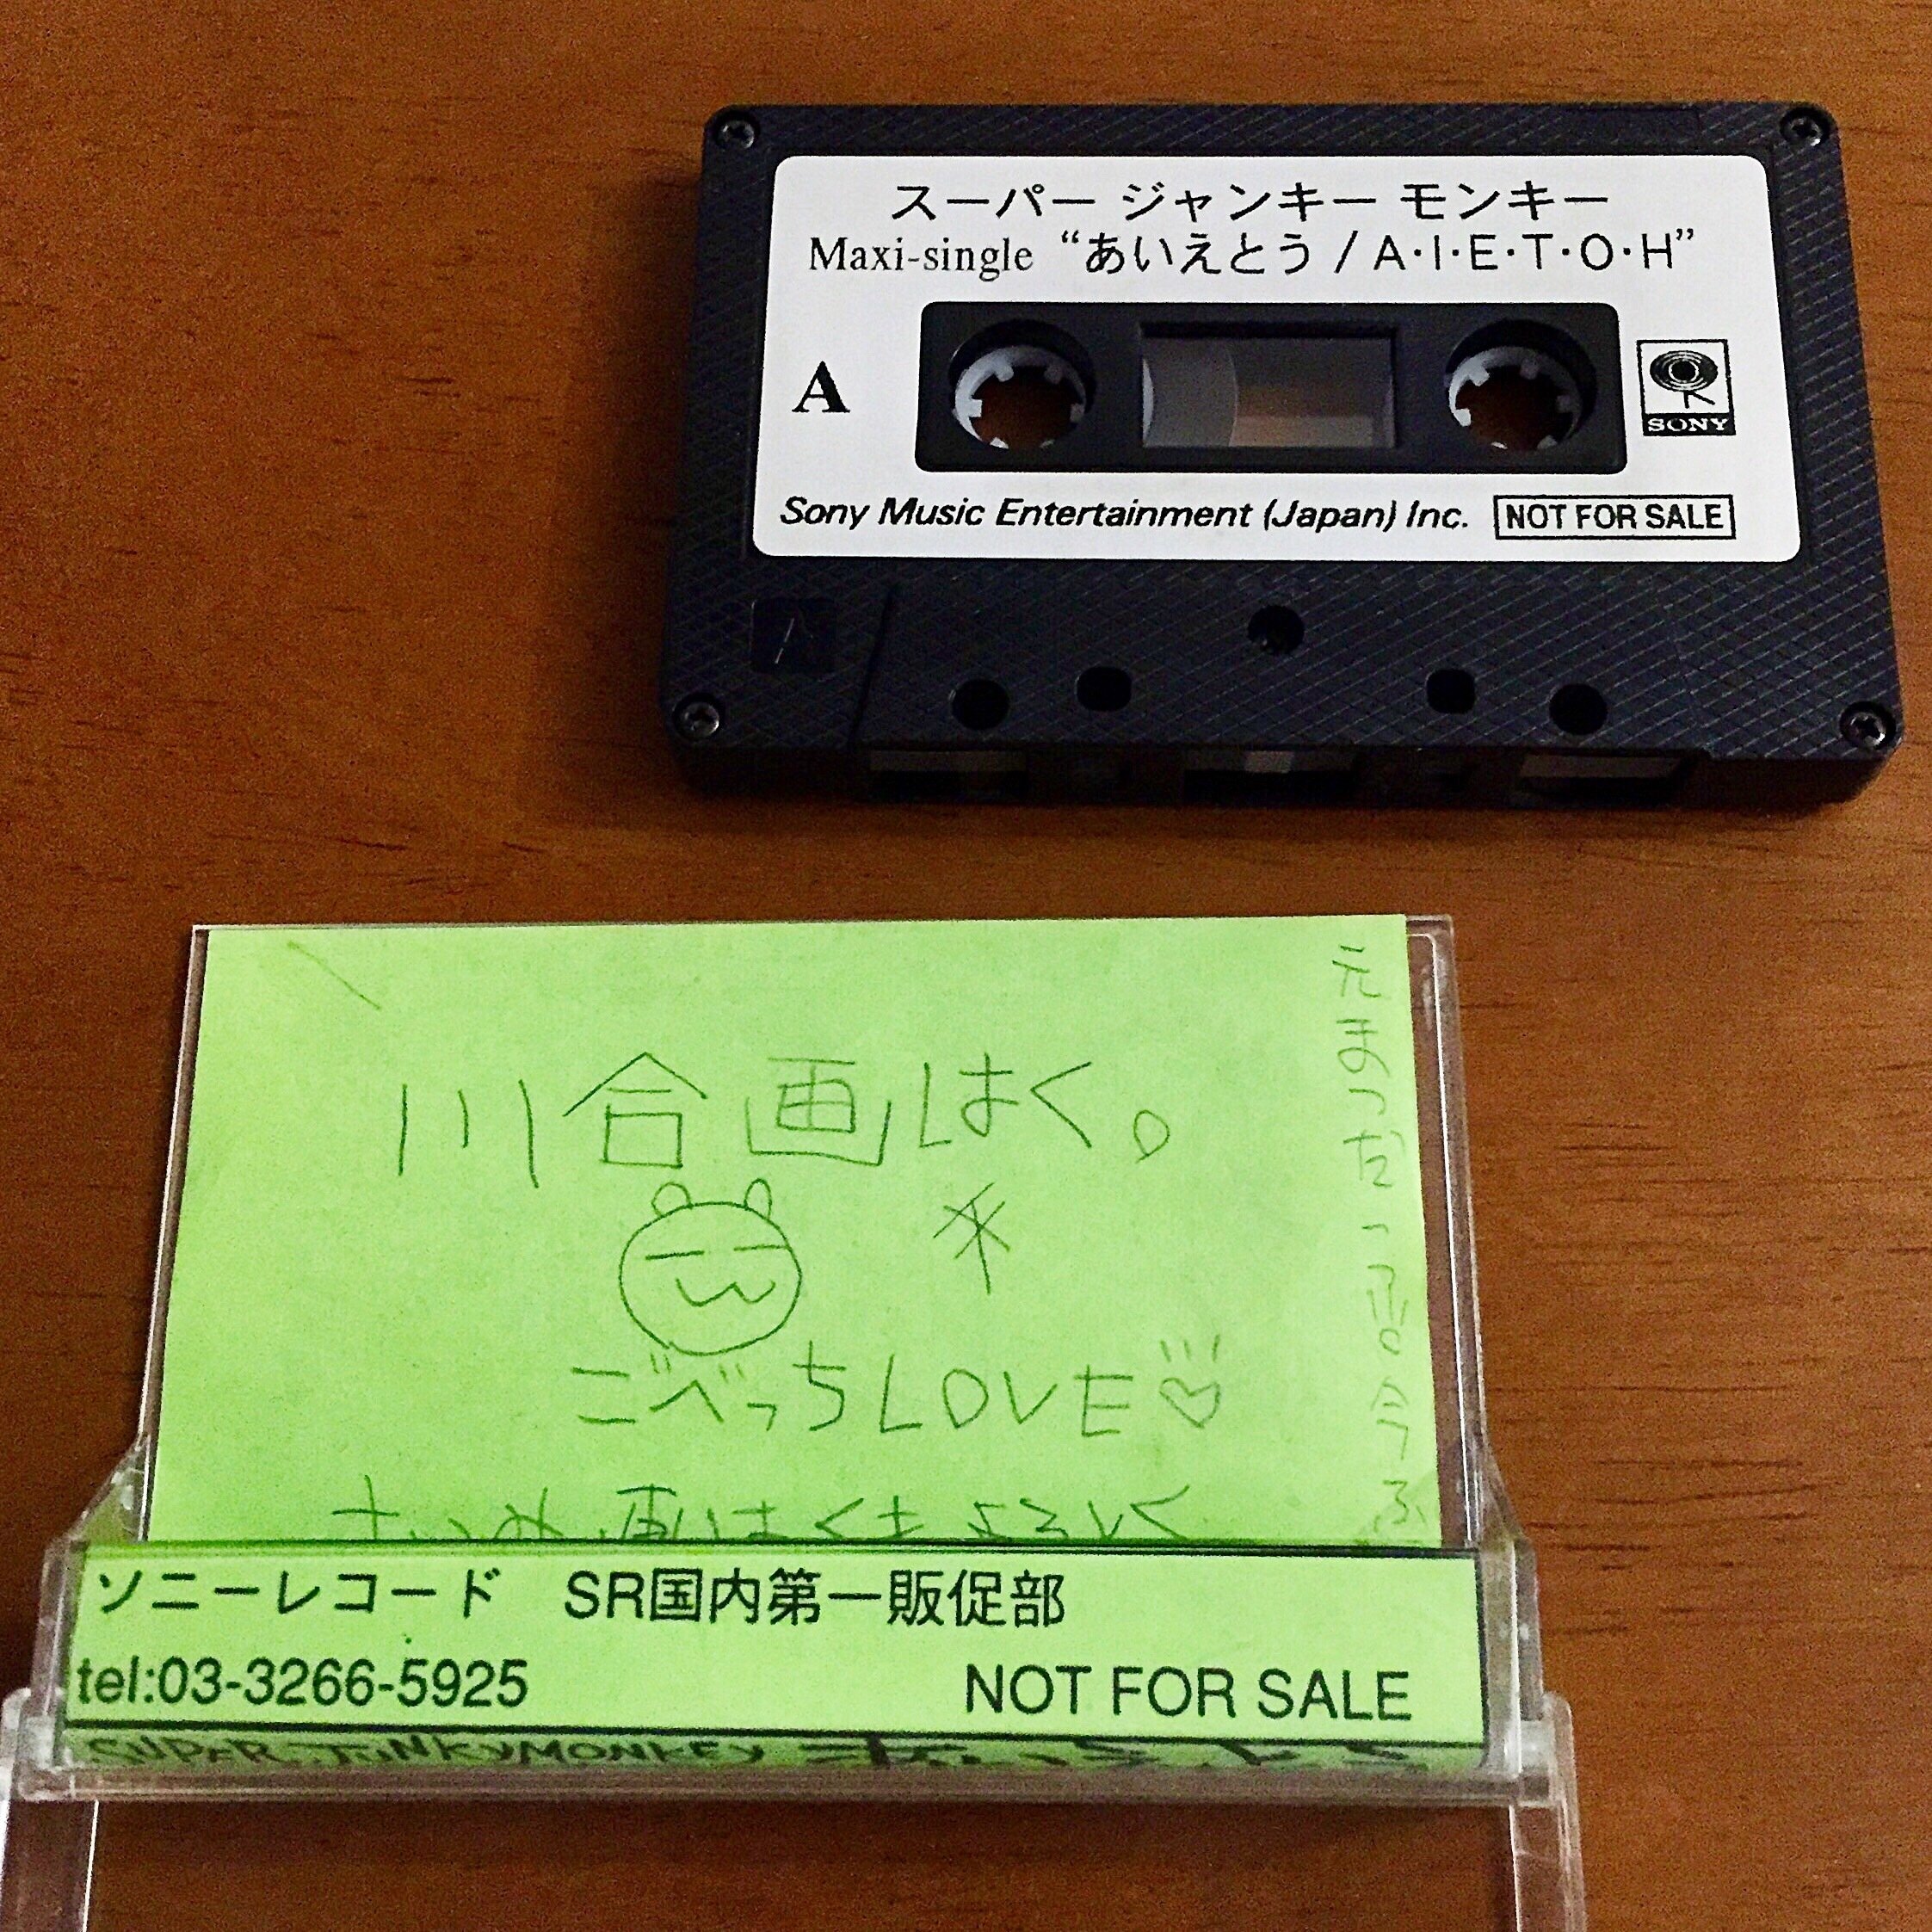 スーパー ジャンキー モンキー
Maxi-single “あいえとう / A・I・E・T・O・H”
A
SONY
Sony Music Entertainment (Japan) Inc. NOT FOR SALE
川合画しはく。
ごべっちLOVE♡
ソニーレコード SR国内第一販促部
tel:03-3266-5925 NOT FOR SALE
SUPER JUNKY MONKEY